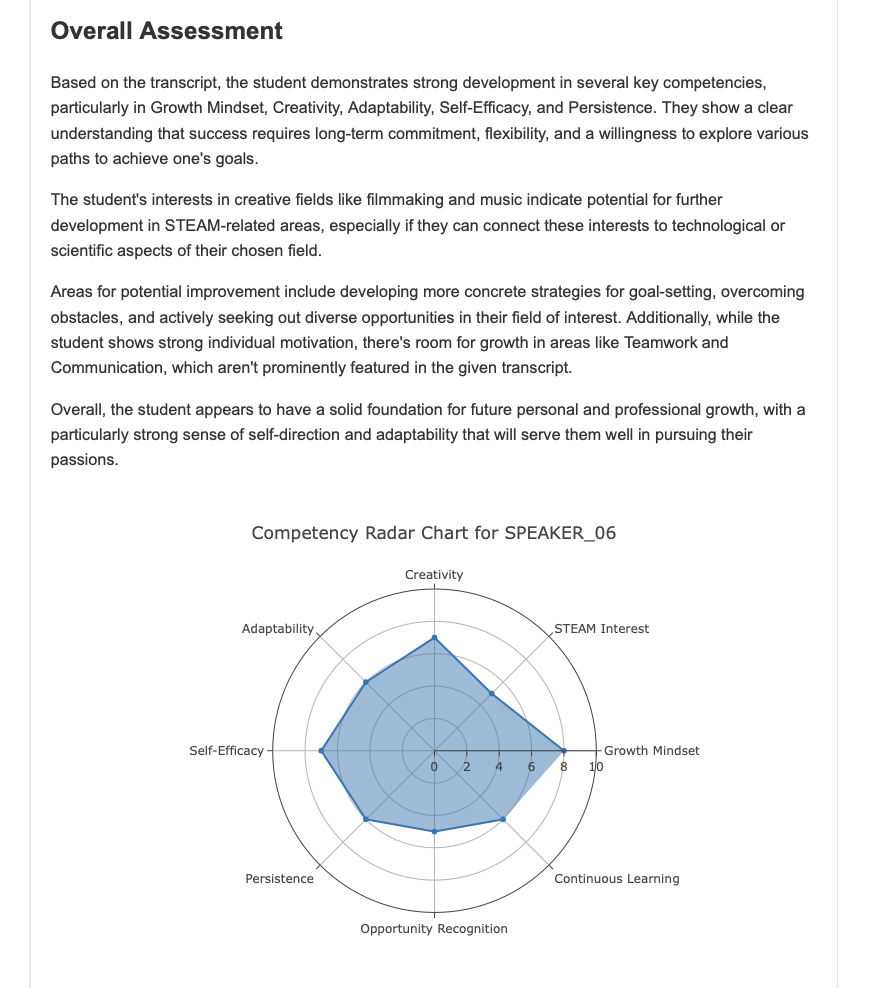 Overall Assessment
Based on the transcript, the student demonstrates strong development in several key competencies,
particularly in Growth Mindset, Creativity, Adaptability, Self-Efficacy, and Persistence. They show a clear
understanding that success requires long-term commitment, flexibility, and a willingness to explore various
paths to achieve one's goals.
The student's interests in creative fields like filmmaking and music indicate potential for further
development in STEAM-related areas, especially if they can connect these interests to technological or
scientific aspects of their chosen field.
Areas for potential improvement include developing more concrete strategies for goal-setting, overcoming
obstacles, and actively seeking out diverse opportunities in their field of interest. Additionally, while the
student shows strong individual motivation, there's room for growth in areas like Teamwork and
Communication, which aren't prominently featured in the given transcript.
Overall, the student appears to have a solid foundation for future personal and professional growth, with a
particularly strong sense of self-direction and adaptability that will serve them well in pursuing their
passions.
Competency Radar Chart for SPEAKER_06
Creativity
Adaptability
STEAM Interest
Self-Efficacy
Growth Mindset
0 2 4 6 8 10
Persistence
Continuous Learning
Opportunity Recognition